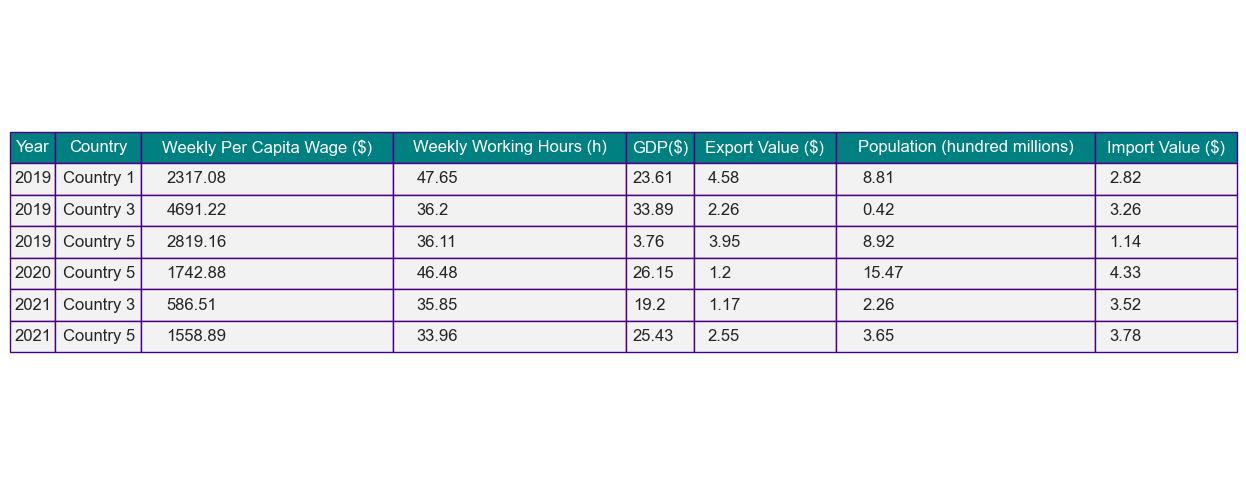 Year Country Weekly Per Capita Wage ($) Weekly Working Hours (h) GDP($) Export Value ($) Population (hundred millions) Import Value ($)
2019 Country 1 2317.08 47.65 23.61 4.58 8.81 2.82
2019 Country 3 4691.22 36.2 33.89 2.26 0.42 3.26
2019 Country 5 2819.16 36.11 3.76 3.95 8.92 1.14
2020 Country 5 1742.88 46.48 26.15 1.2 15.47 4.33
2021 Country 3 586.51 35.85 19.2 1.17 2.26 3.52
2021 Country 5 1558.89 33.96 25.43 2.55 3.65 3.78